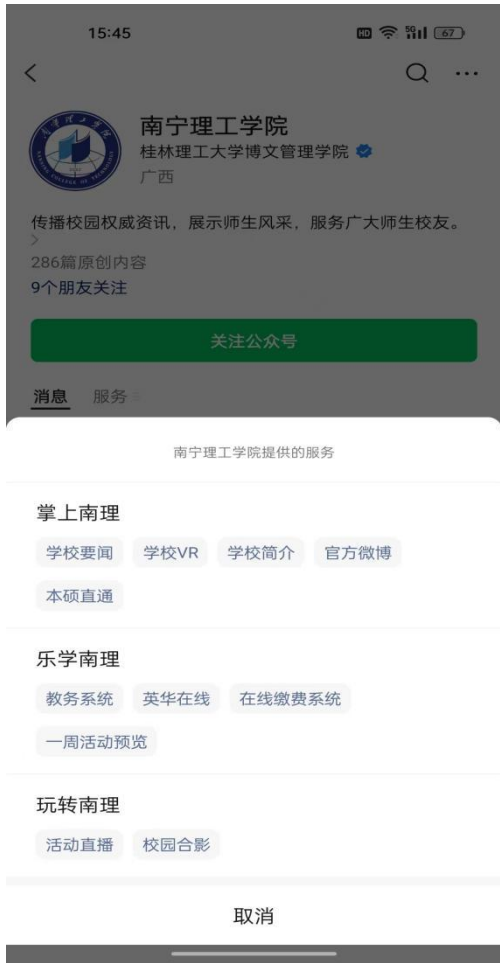 15:45
HD 5G 67
南宁理工学院
桂林理工大学博文管理学院
广西
传播校园权威资讯，展示师生风采，服务广大师生校友。
286篇原创内容
9个朋友关注
关注公众号
消息 服务
南宁理工学院提供的服务
掌上南理
学校要闻 学校VR 学校简介 官方微博
本硕直通
乐学南理
教务系统 英华在线 在线缴费系统
一周活动预览
玩转南理
活动直播 校园合影
取消